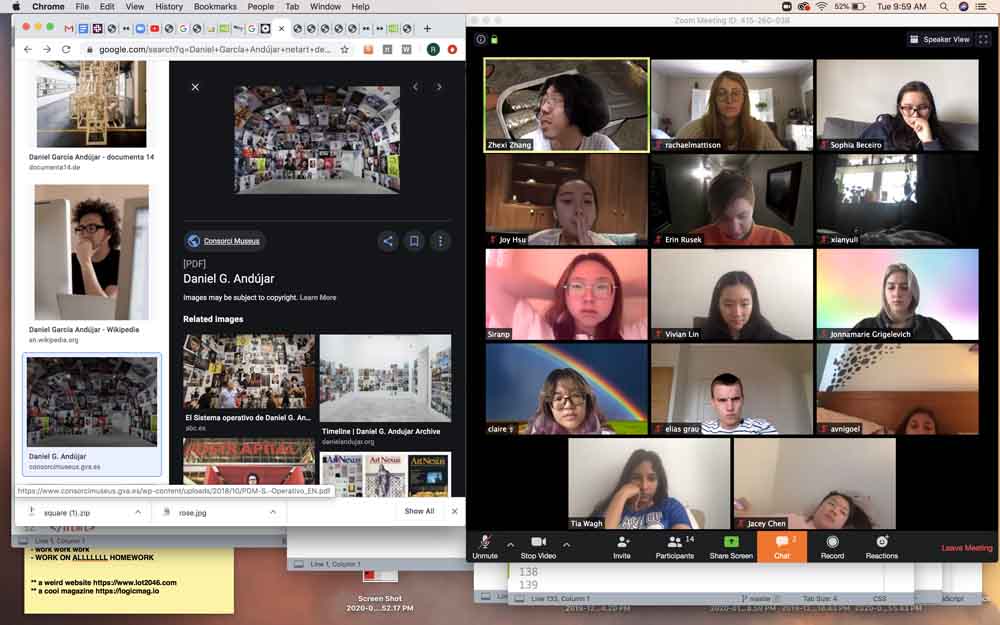 Chrome File Edit View History Bookmarks People Tab Window Help
52% Tue 9:59 AM
google.com/search?q=Daniel+García+Andújar+netart+de...
Daniel García Andújar - documenta 14
documenta14.de
Daniel García Andújar - Wikipedia
en.wikipedia.org
Daniel G. Andújar
consorcimuseus.gva.es
Consorci Museus
[PDF]
Daniel G. Andújar
Images may be subject to copyright. Learn More
Related images
El Sistema operativo de Daniel G. An...
abc.es
Timeline | Daniel G. Andujar Archive
danielandujar.org
ArtNexus
ArtNexus
ArtNexus
https://www.consorcimuseus.gva.es/wp-content/uploads/2018/10/PDM-S...-Operativo_EN.pdf
square (1).zip
rose.jpg
Show All
</html>
Line 1, Column 1
Line 1, Column 1
- work work work
- WORK ON ALLLLLLL HOMEWORK
** a weird website https://www.lot2046.com
** a cool magazine https://logicmag.io
Screen Shot
2020-0...52.17 PM
Zoom Meeting ID: 415-260-038
Speaker View
Zhexi Zhang
rachaelmattison
Sophia Beceiro
Joy Hsu
Erin Rusek
xianyuli
Siranp
Vivian Lin
Jonnamarie Grigelevich
claire
elias grau
avnigoel
Tia Wagh
Jacey Chen
Unmute
Stop Video
Invite
14
Participants
Share Screen
2
Chat
Record
Reactions
Leave Meeting
138
139
Line 133, Column 1
master
Tab Size: 4
CSS